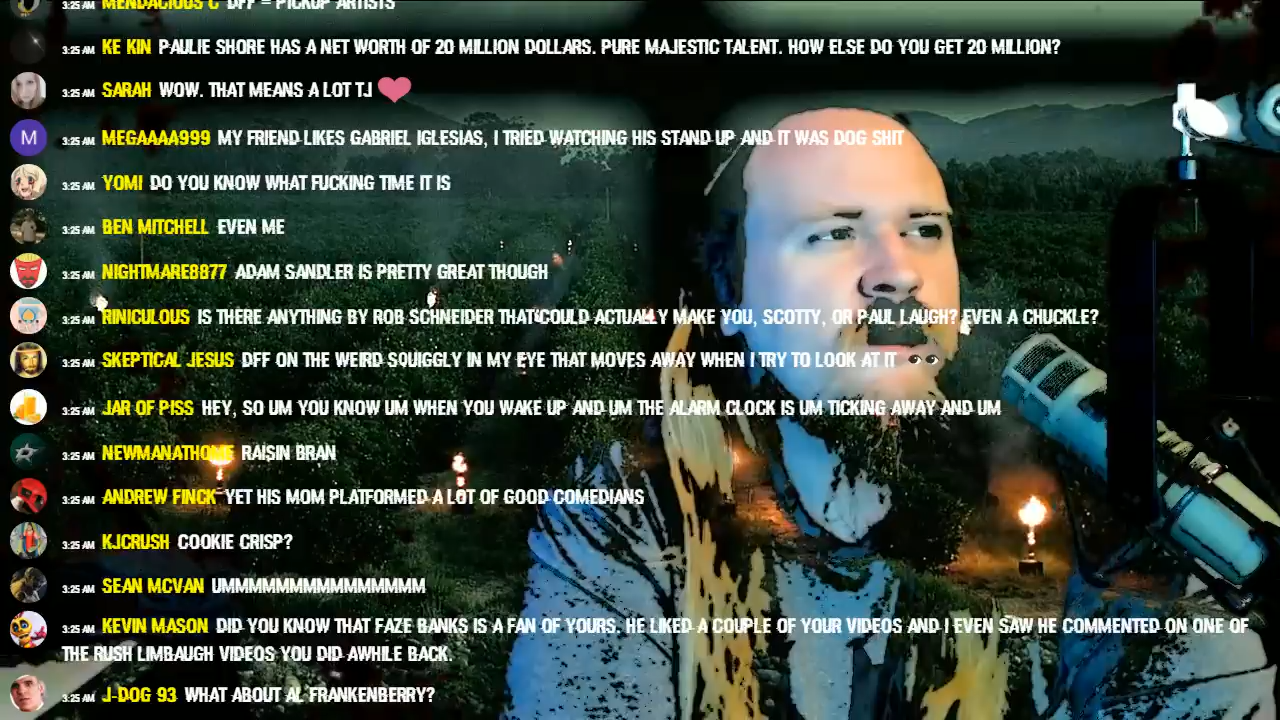 3:25 AM MENDACIOUS C DFF = PICKUP ARTISTS
3:25 AM KE KIN PAULIE SHORE HAS A NET WORTH OF 20 MILLION DOLLARS. PURE MAJESTIC TALENT. HOW ELSE DO YOU GET 20 MILLION?
3:25 AM SARAH WOW. THAT MEANS A LOT TJ
M 3:25 AM MEGAAAA999 MY FRIEND LIKES GABRIEL IGLESIAS, I TRIED WATCHING HIS STAND UP AND IT WAS DOG SHIT
3:25 AM YOMI DO YOU KNOW WHAT FUCKING TIME IT IS
3:25 AM BEN MITCHELL EVEN ME
3:25 AM NIGHTMARE8877 ADAM SANDLER IS PRETTY GREAT THOUGH
3:25 AM RINICULOUS IS THERE ANYTHING BY ROB SCHNEIDER THAT COULD ACTUALLY MAKE YOU, SCOTTY, OR PAUL LAUGH? EVEN A CHUCKLE?
3:25 AM SKEPTICAL JESUS DFF ON THE WEIRD SQUIGGLY IN MY EYE THAT MOVES AWAY WHEN I TRY TO LOOK AT IT 👀
3:25 AM JAR OF PISS HEY, SO UM YOU KNOW UM WHEN YOU WAKE UP AND UM THE ALARM CLOCK IS UM TICKING AWAY AND UM
3:25 AM NEWMANATHOME RAISIN BRAN
3:25 AM ANDREW FINCK YET HIS MOM PLATFORMED A LOT OF GOOD COMEDIANS
3:25 AM KJCRUSH COOKIE CRISP?
3:25 AM SEAN MCVAN UMMMMMMMMMMMMMMMM
3:25 AM KEVIN MASON DID YOU KNOW THAT FAZE BANKS IS A FAN OF YOURS. HE LIKED A COUPLE OF YOUR VIDEOS AND I EVEN SAW HE COMMENTED ON ONE OF
THE RUSH LIMBAUGH VIDEOS YOU DID AWHILE BACK.
3:25 AM J-DOG 93 WHAT ABOUT AL FRANKENBERRY?